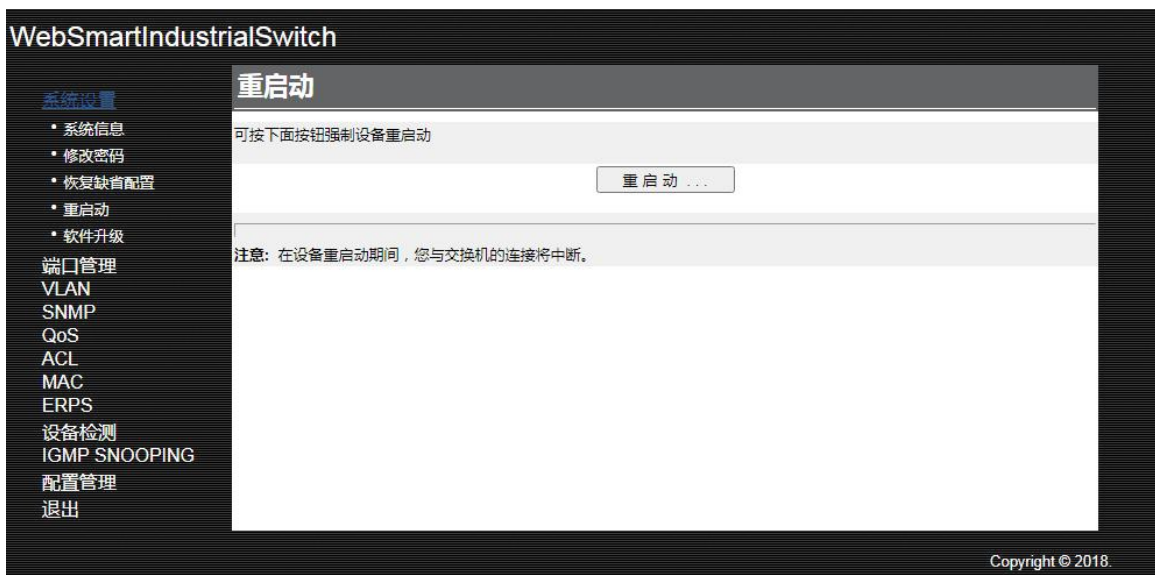 WebSmartIndustrialSwitch
系统设置
• 系统信息
• 修改密码
• 恢复缺省配置
• 重启动
• 软件升级
端口管理
VLAN
SNMP
QoS
ACL
MAC
ERPS
设备检测
IGMP SNOOPING
配置管理
退出
重启动
可按下面按钮强制设备重启动
重 启 动 ...
注意: 在设备重启动期间，您与交换机的连接将中断。
Copyright © 2018.